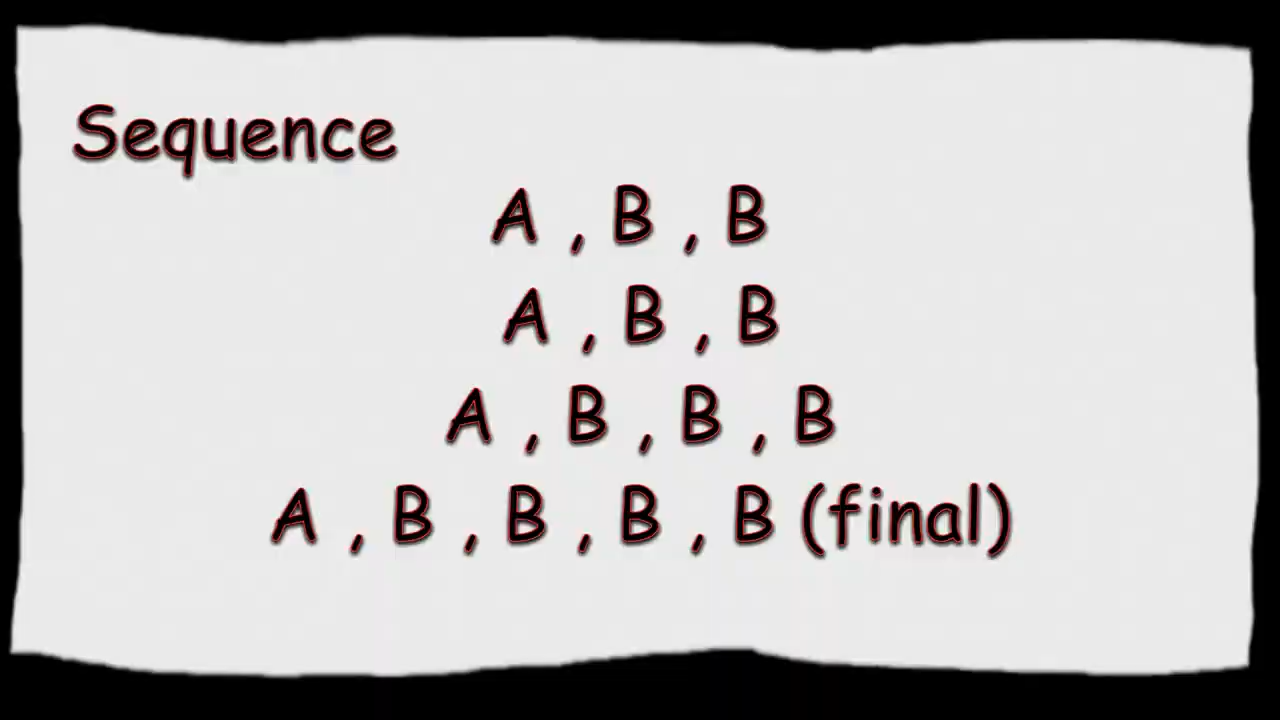 Sequence
A , B , B
A , B , B
A , B , B , B
A , B , B , B , B (final)